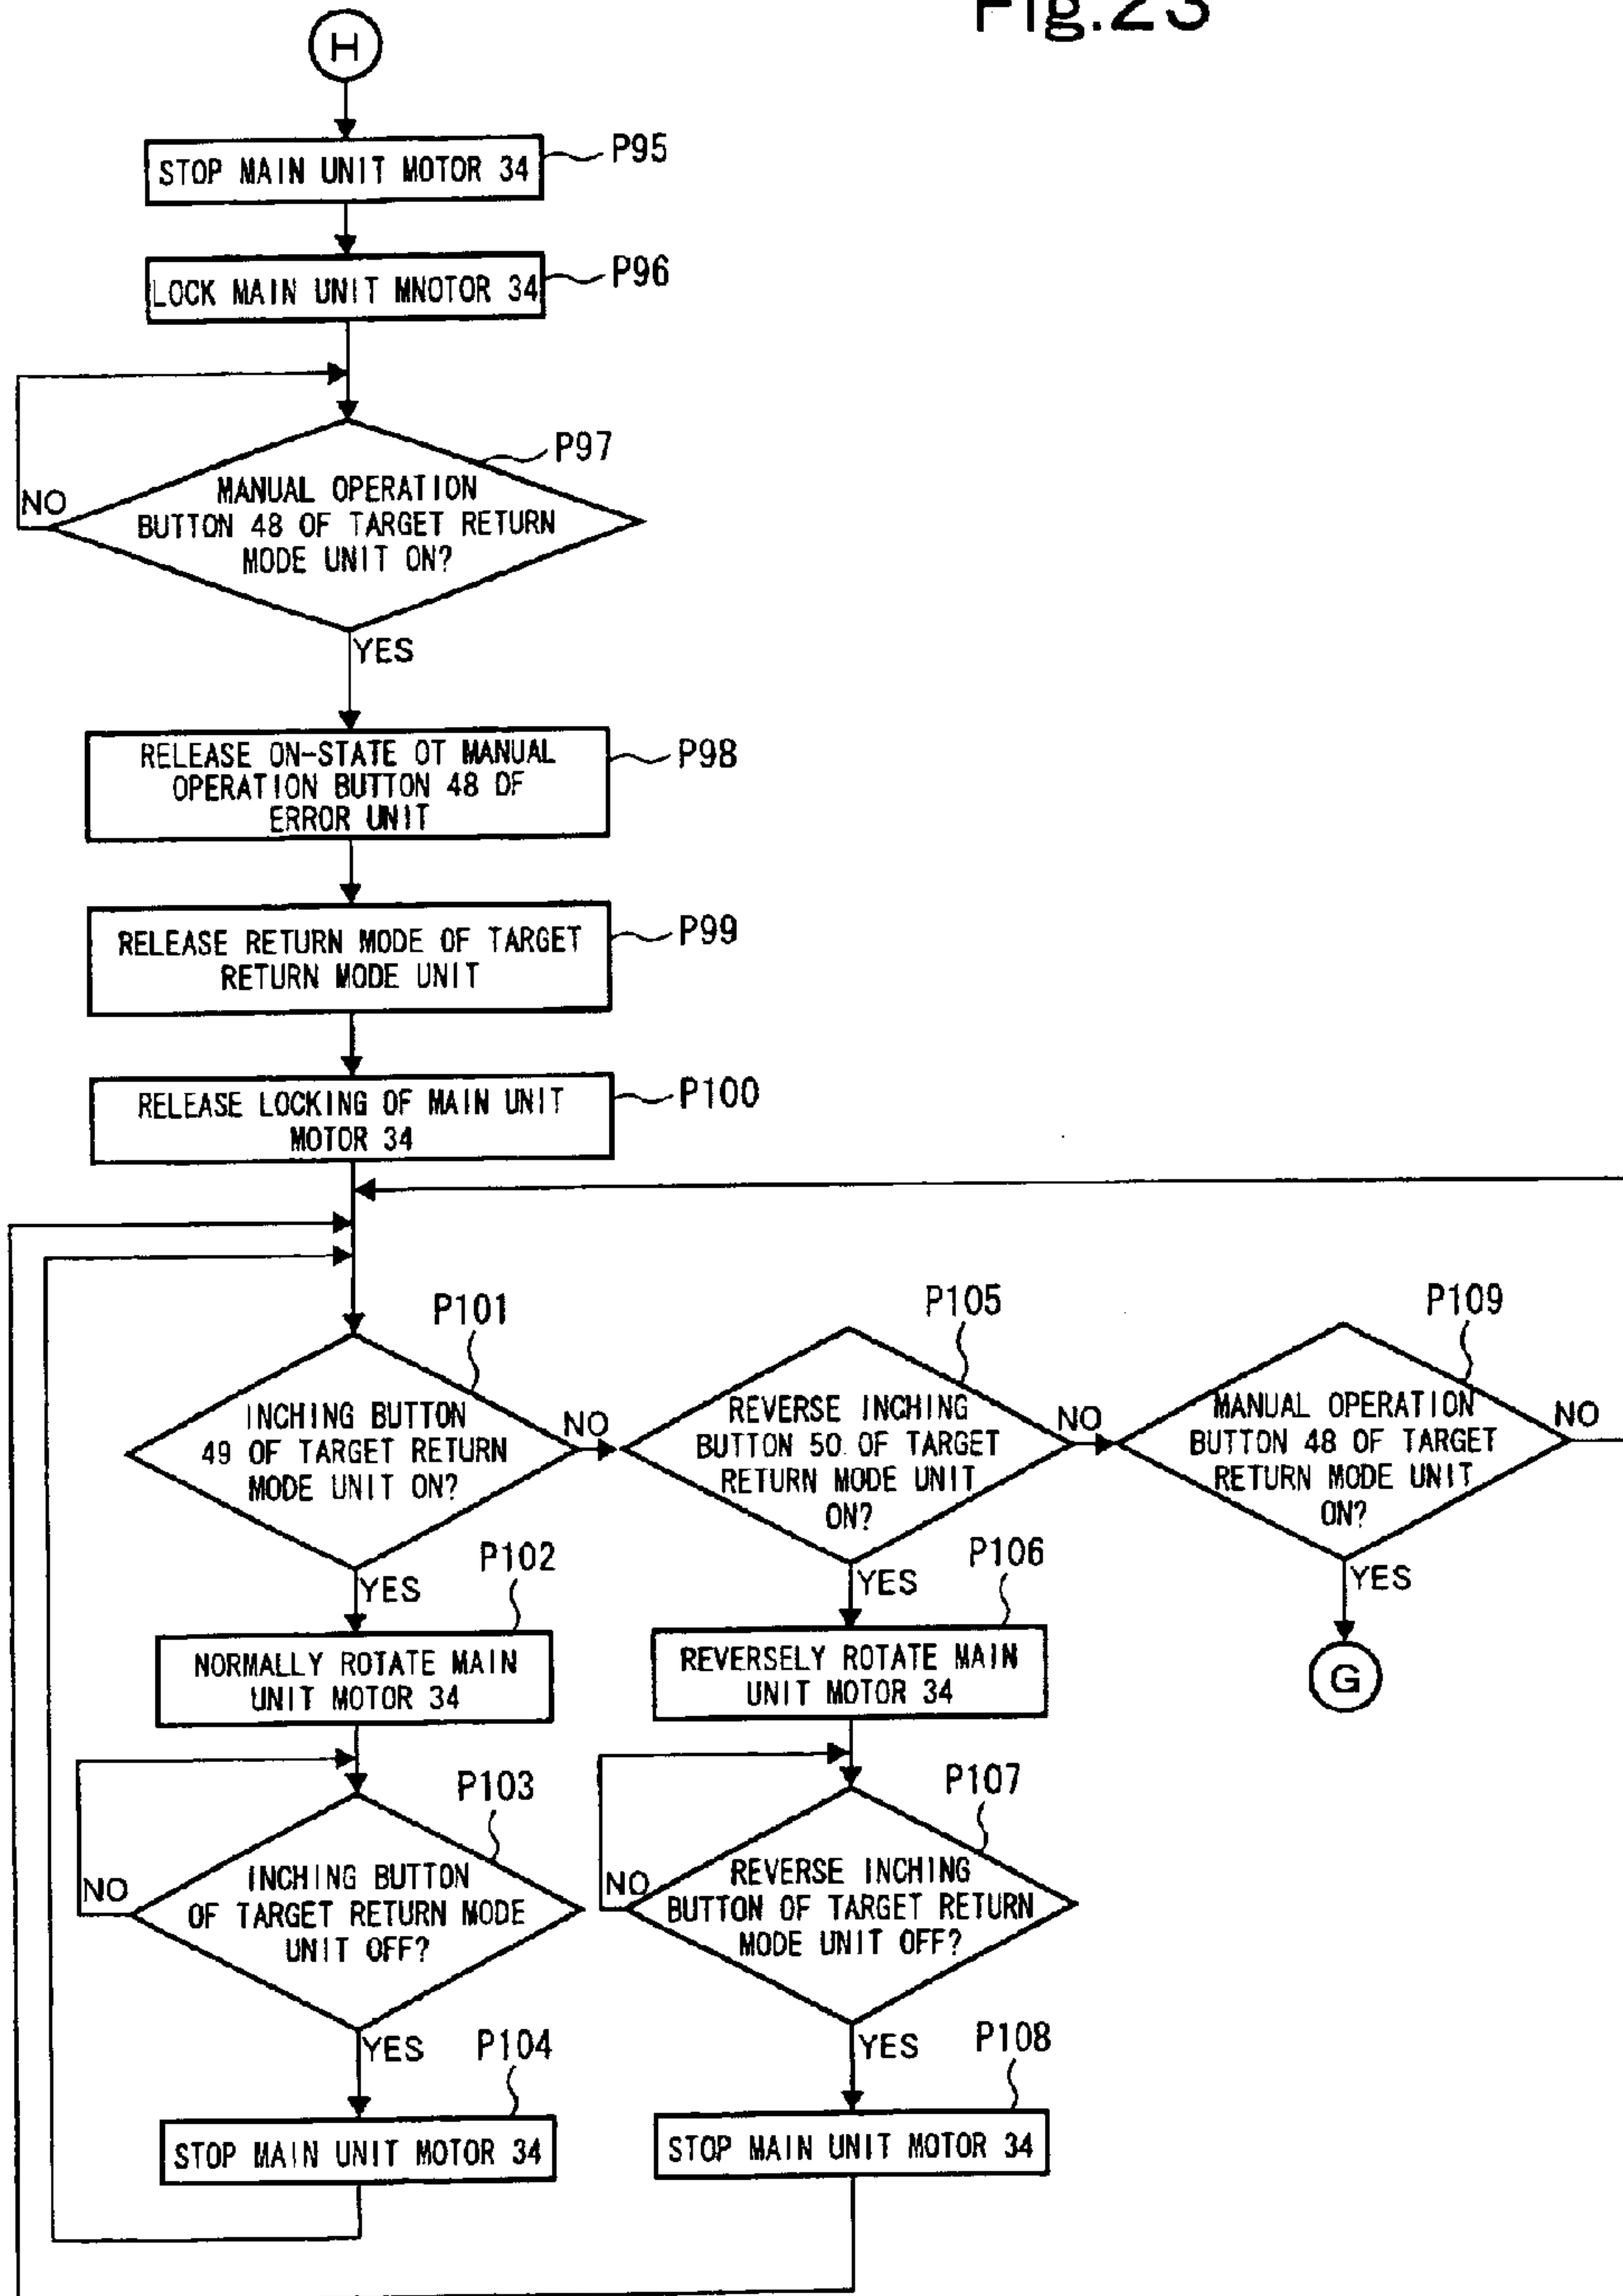 Fig.23
H
STOP MAIN UNIT MOTOR 34
P95
LOCK MAIN UNIT MNOTOR 34
P96
P97
MANUAL OPERATION
BUTTON 48 OF TARGET RETURN
MODE UNIT ON?
NO
YES
RELEASE ON-STATE OT MANUAL
OPERATION BUTTON 48 DF
ERROR UNIT
P98
RELEASE RETURN MODE OF TARGET
RETURN MODE UNIT
P99
RELEASE LOCKING OF MAIN UNIT
MOTOR 34
P100
P101
INCHING BUTTON
49 OF TARGET RETURN
MODE UNIT ON?
NO
YES
P105
REVERSE INCHING
BUTTON 50 OF TARGET
RETURN MODE UNIT
ON?
NO
YES
P109
MANUAL OPERATION
BUTTON 48 OF TARGET
RETURN MODE UNIT
ON?
NO
YES
G
P102
NORMALLY ROTATE MAIN
UNIT MOTOR 34
P106
REVERSELY ROTATE MAIN
UNIT MOTOR 34
P103
INCHING BUTTON
OF TARGET RETURN MODE
UNIT OFF?
NO
YES
P107
REVERSE INCHING
BUTTON OF TARGET RETURN
MODE UNIT OFF?
NO
YES
P104
STOP MAIN UNIT MOTOR 34
P108
STOP MAIN UNIT MOTOR 34